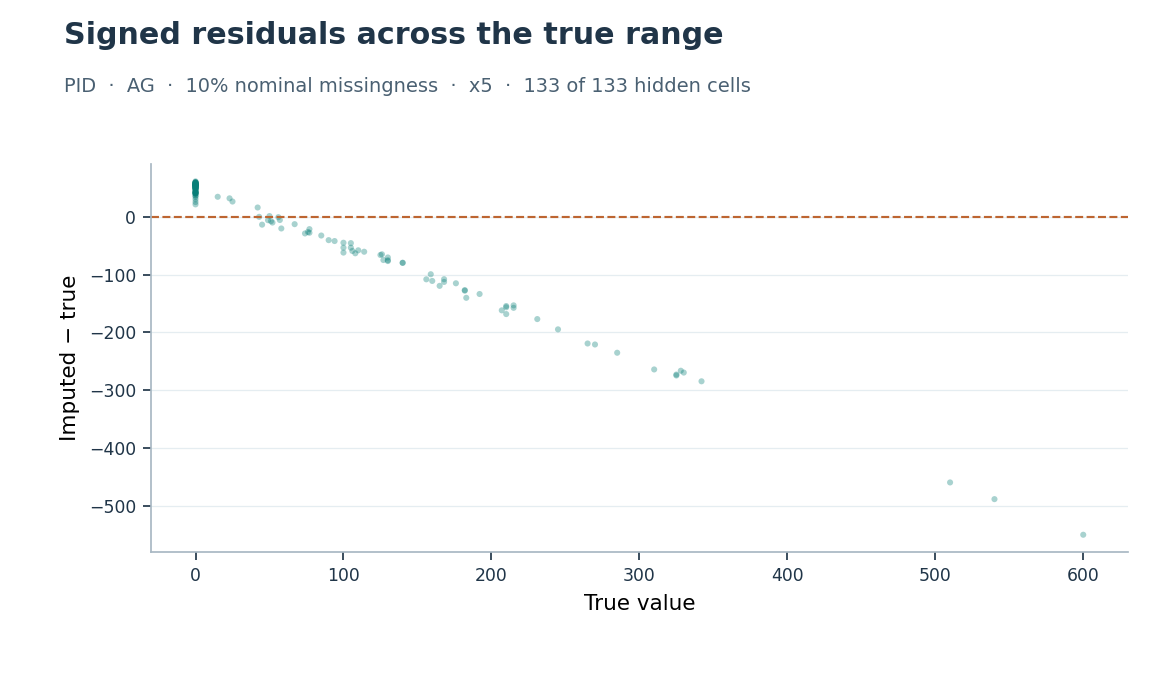 Signed residuals across the true range
PID · AG · 10% nominal missingness · x5 · 133 of 133 hidden cells
Imputed − true
0
−100
−200
−300
−400
−500
0 100 200 300 400 500 600
True value